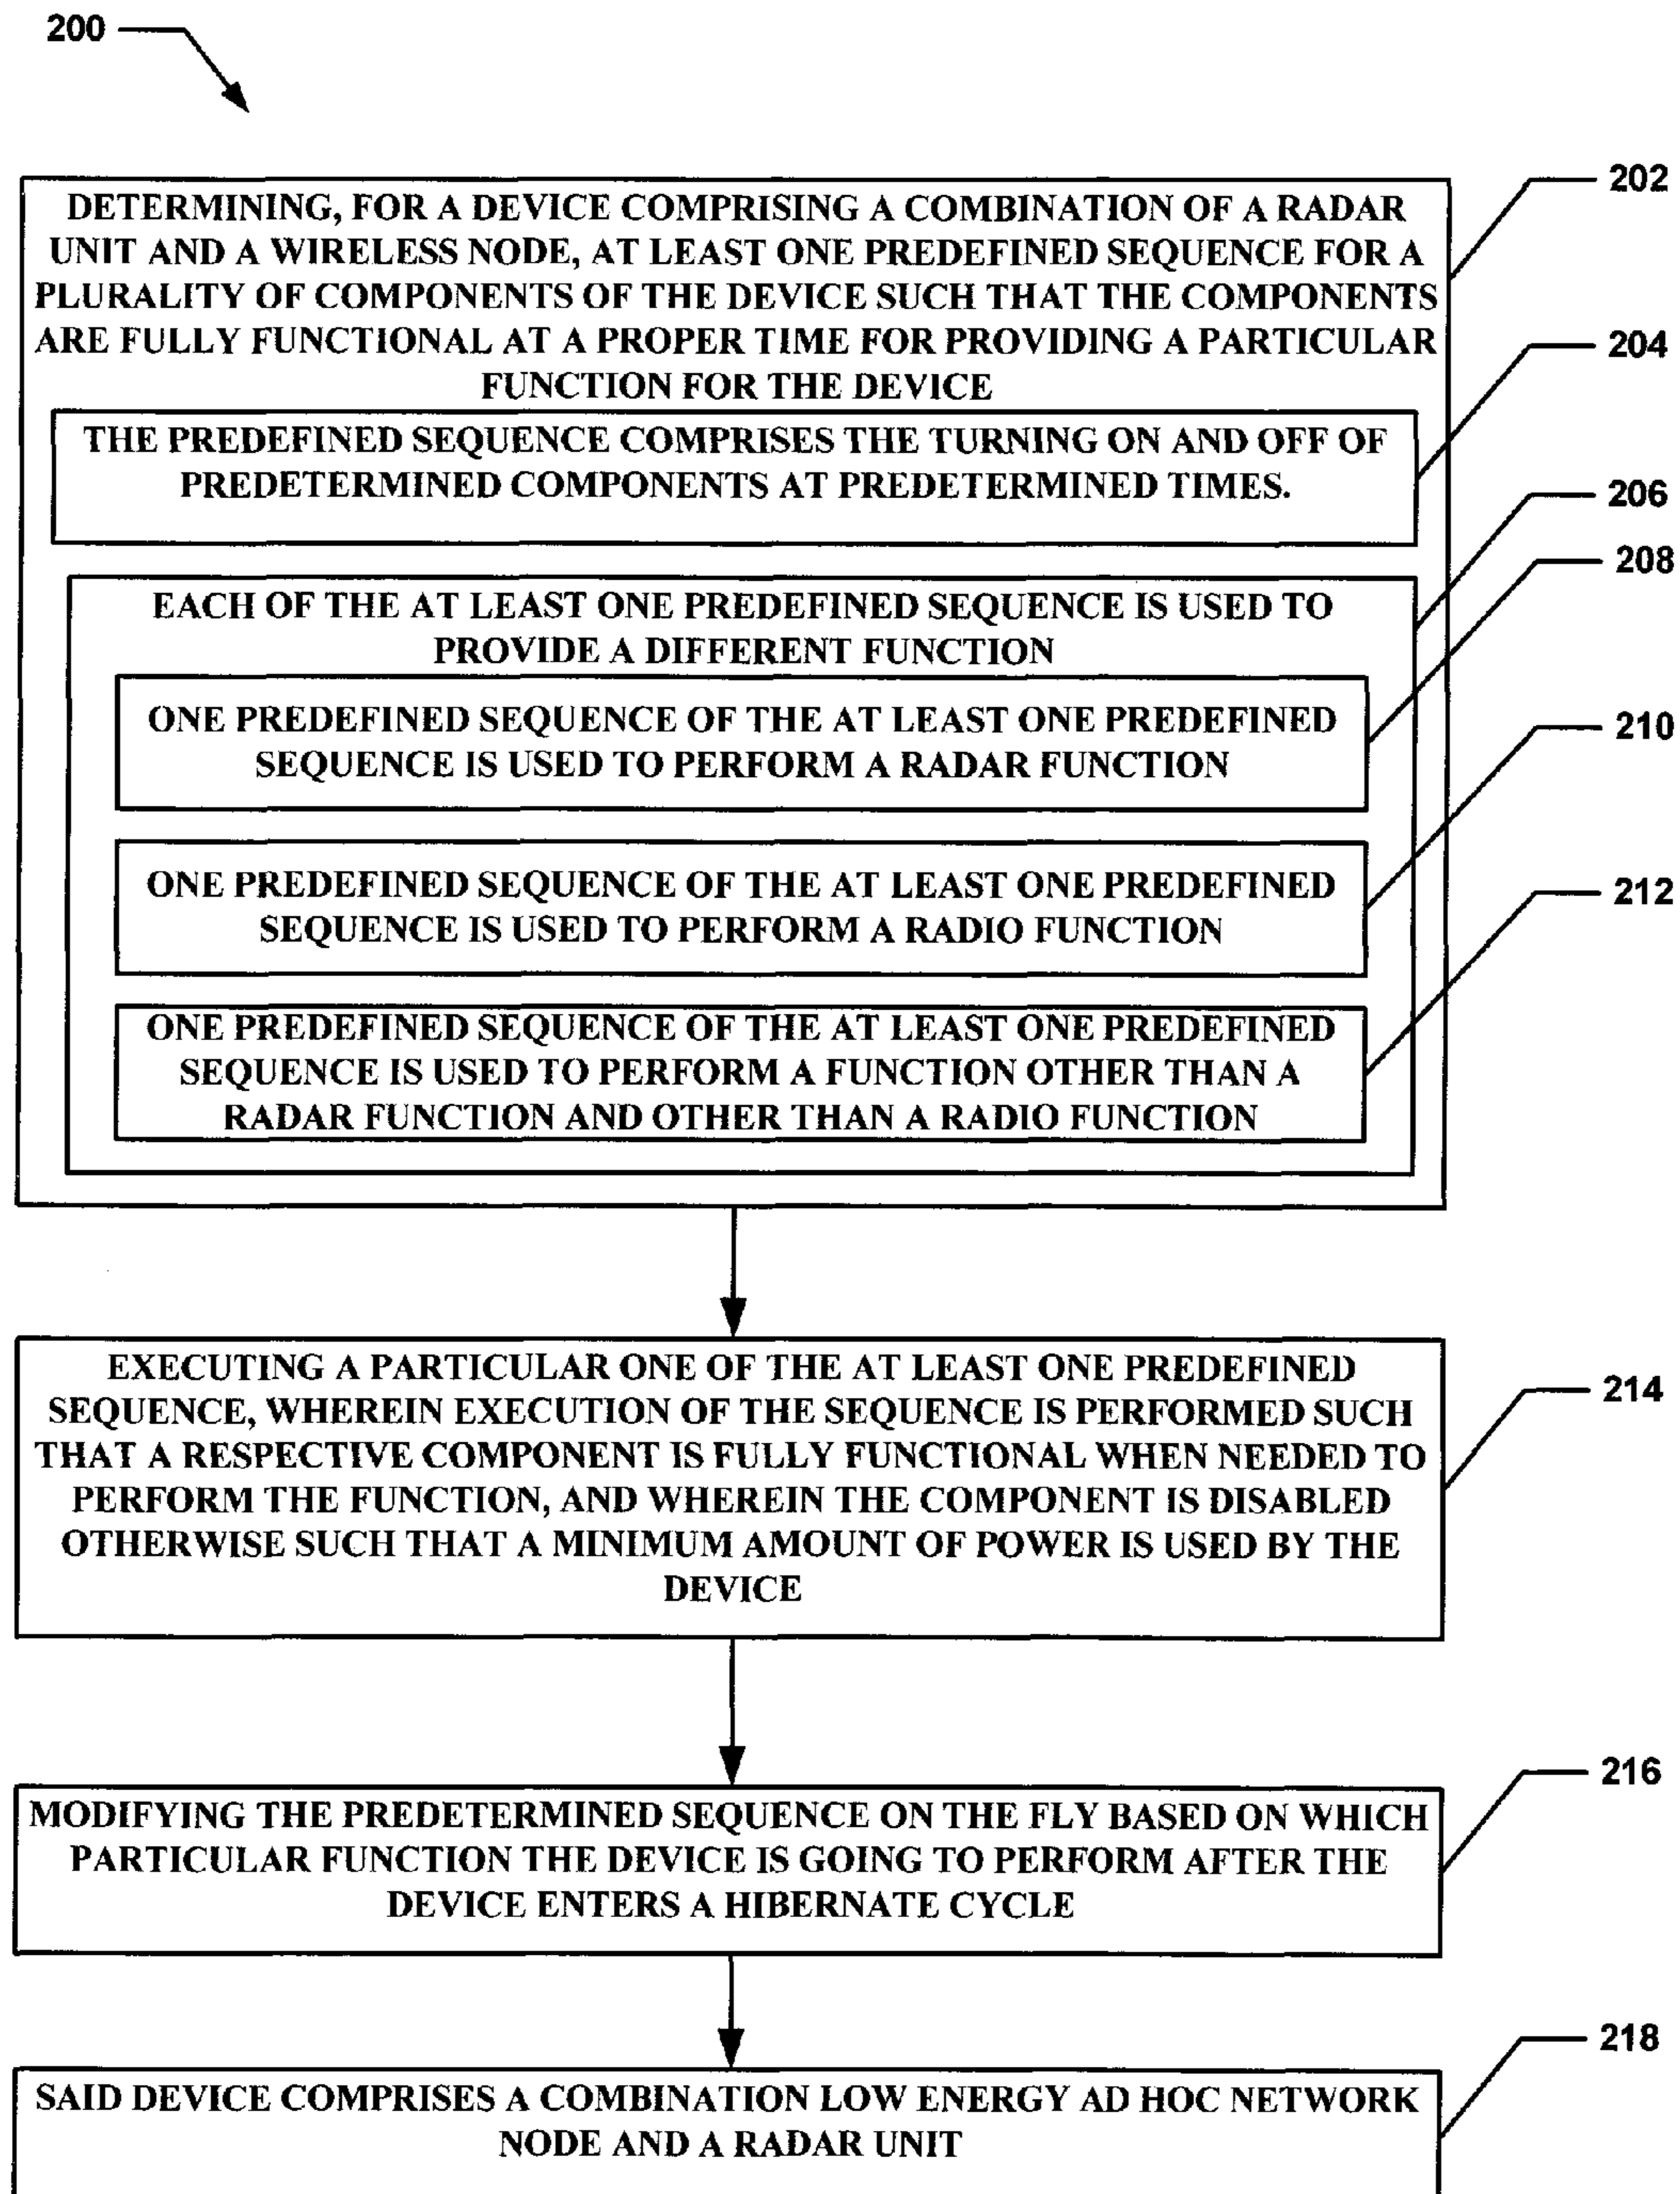 200
202
DETERMINING, FOR A DEVICE COMPRISING A COMBINATION OF A RADAR
UNIT AND A WIRELESS NODE, AT LEAST ONE PREDEFINED SEQUENCE FOR A
PLURALITY OF COMPONENTS OF THE DEVICE SUCH THAT THE COMPONENTS
ARE FULLY FUNCTIONAL AT A PROPER TIME FOR PROVIDING A PARTICULAR
FUNCTION FOR THE DEVICE
204
THE PREDEFINED SEQUENCE COMPRISES THE TURNING ON AND OFF OF
PREDETERMINED COMPONENTS AT PREDETERMINED TIMES.
206
EACH OF THE AT LEAST ONE PREDEFINED SEQUENCE IS USED TO
PROVIDE A DIFFERENT FUNCTION
208
ONE PREDEFINED SEQUENCE OF THE AT LEAST ONE PREDEFINED
SEQUENCE IS USED TO PERFORM A RADAR FUNCTION
210
ONE PREDEFINED SEQUENCE OF THE AT LEAST ONE PREDEFINED
SEQUENCE IS USED TO PERFORM A RADIO FUNCTION
212
ONE PREDEFINED SEQUENCE OF THE AT LEAST ONE PREDEFINED
SEQUENCE IS USED TO PERFORM A FUNCTION OTHER THAN A
RADAR FUNCTION AND OTHER THAN A RADIO FUNCTION
214
EXECUTING A PARTICULAR ONE OF THE AT LEAST ONE PREDEFINED
SEQUENCE, WHEREIN EXECUTION OF THE SEQUENCE IS PERFORMED SUCH
THAT A RESPECTIVE COMPONENT IS FULLY FUNCTIONAL WHEN NEEDED TO
PERFORM THE FUNCTION, AND WHEREIN THE COMPONENT IS DISABLED
OTHERWISE SUCH THAT A MINIMUM AMOUNT OF POWER IS USED BY THE
DEVICE
216
MODIFYING THE PREDETERMINED SEQUENCE ON THE FLY BASED ON WHICH
PARTICULAR FUNCTION THE DEVICE IS GOING TO PERFORM AFTER THE
DEVICE ENTERS A HIBERNATE CYCLE
218
SAID DEVICE COMPRISES A COMBINATION LOW ENERGY AD HOC NETWORK
NODE AND A RADAR UNIT